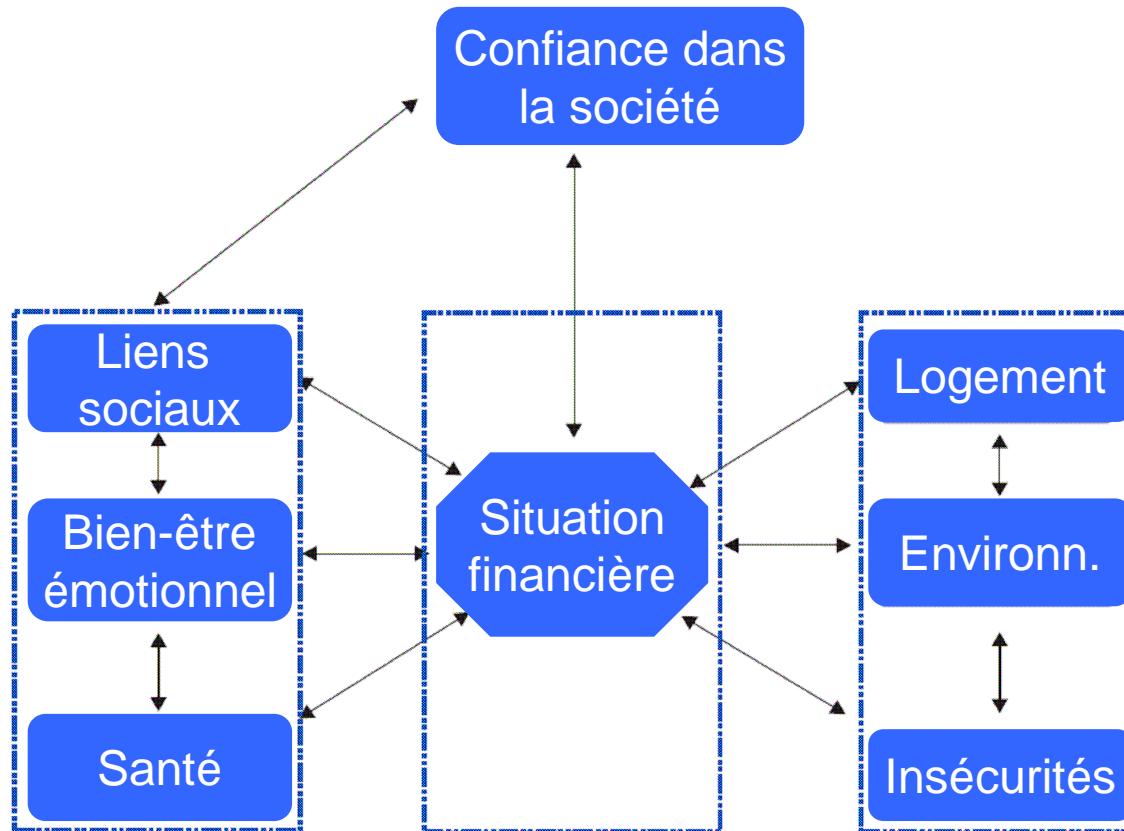 Confiance dans
la société
Liens
sociaux
Bien-être
émotionnel
Santé
Situation
financière
Logement
Environn.
Insécurités